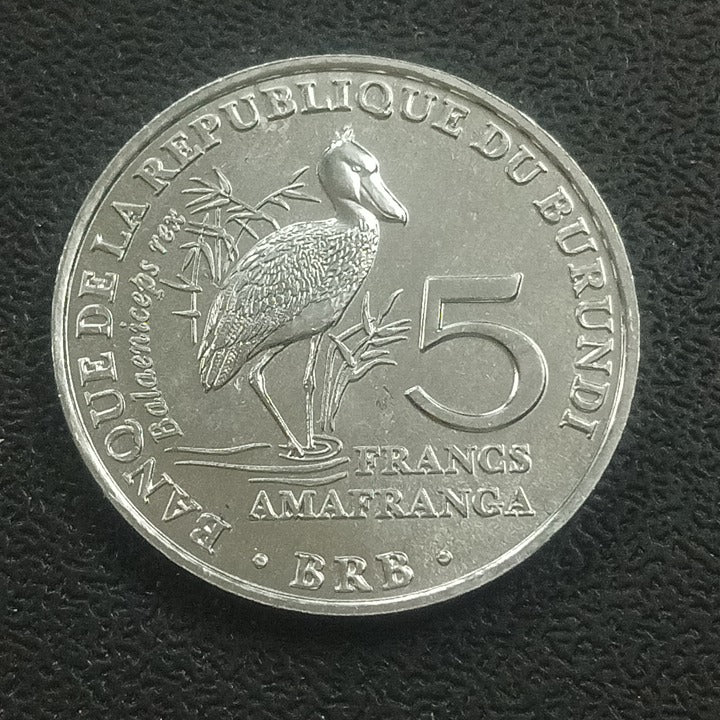 BANQUE DE LA REPUBLIQUE DU BURUNDI
Balaeniceps rex
5
FRANCS
AMAFRANGA
· BRB ·